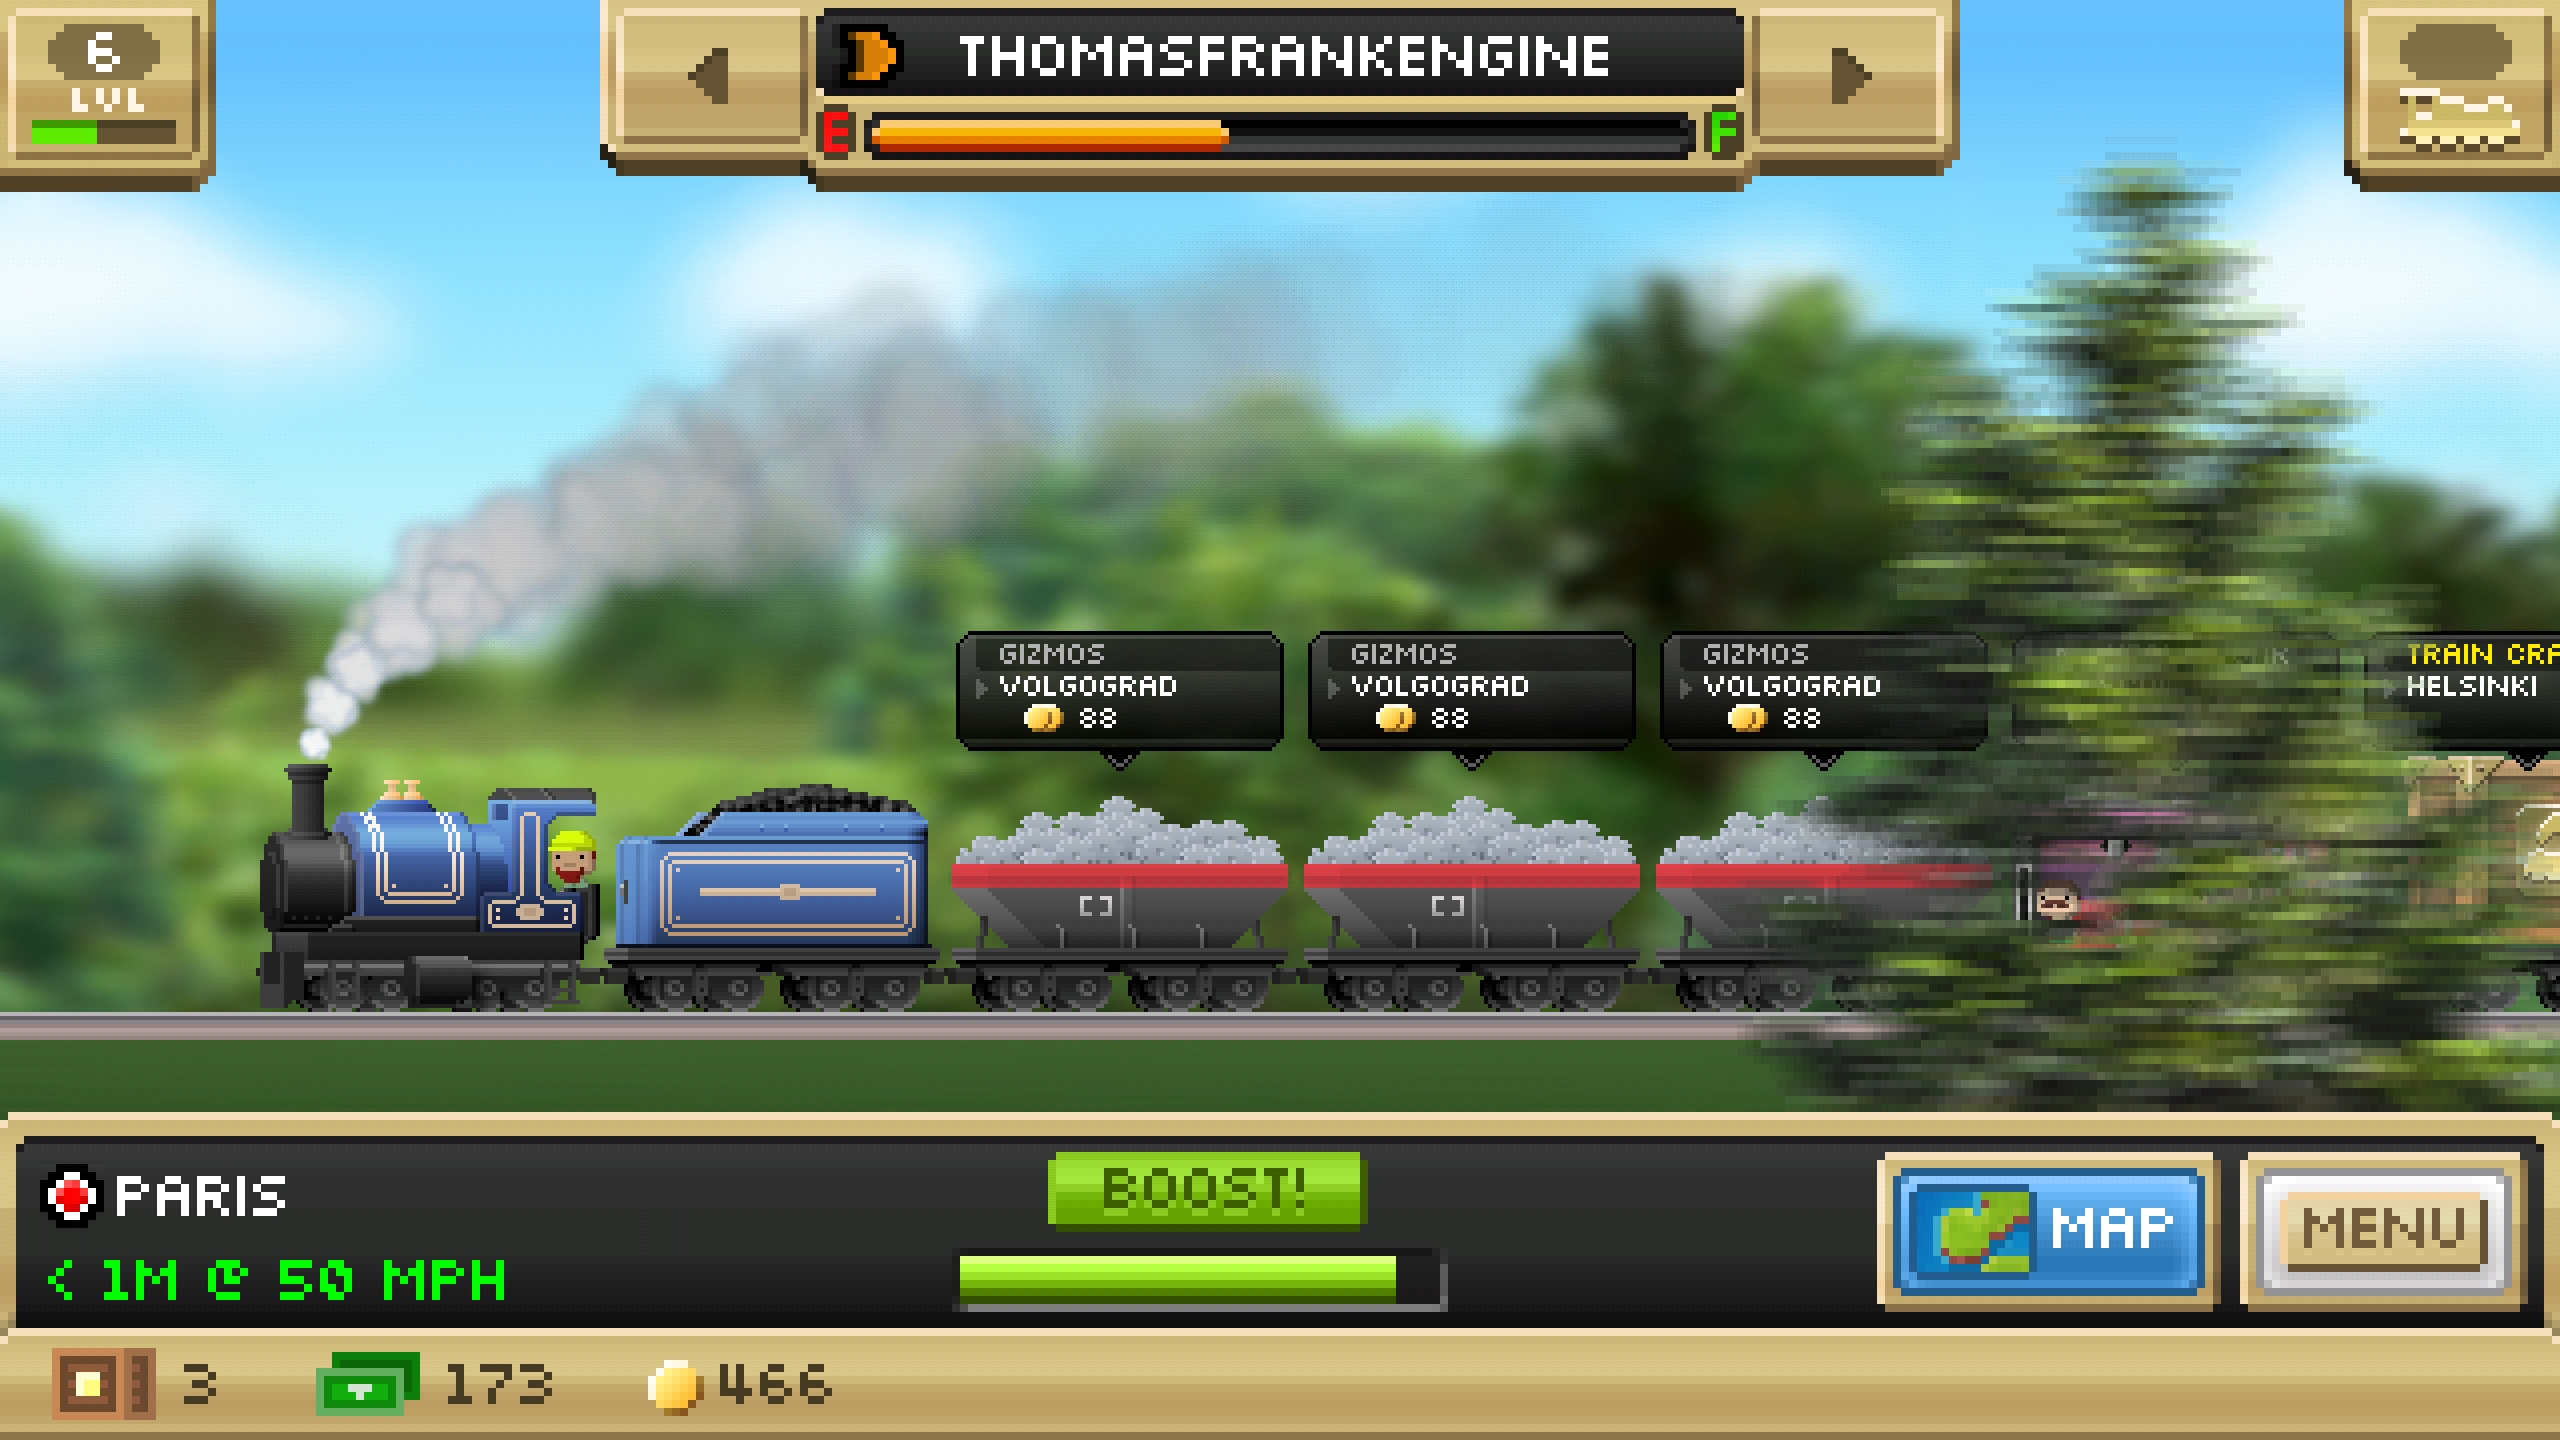 6
LVL
THOMASFRANKENGINE
E F
GIZMOS
VOLGOGRAD
88
GIZMOS
VOLGOGRAD
88
GIZMOS
VOLGOGRAD
88
TRAIN
HELSINKI
PARIS
< 1M @ 50 MPH
BOOST!
MAP
MENU
3
173
466